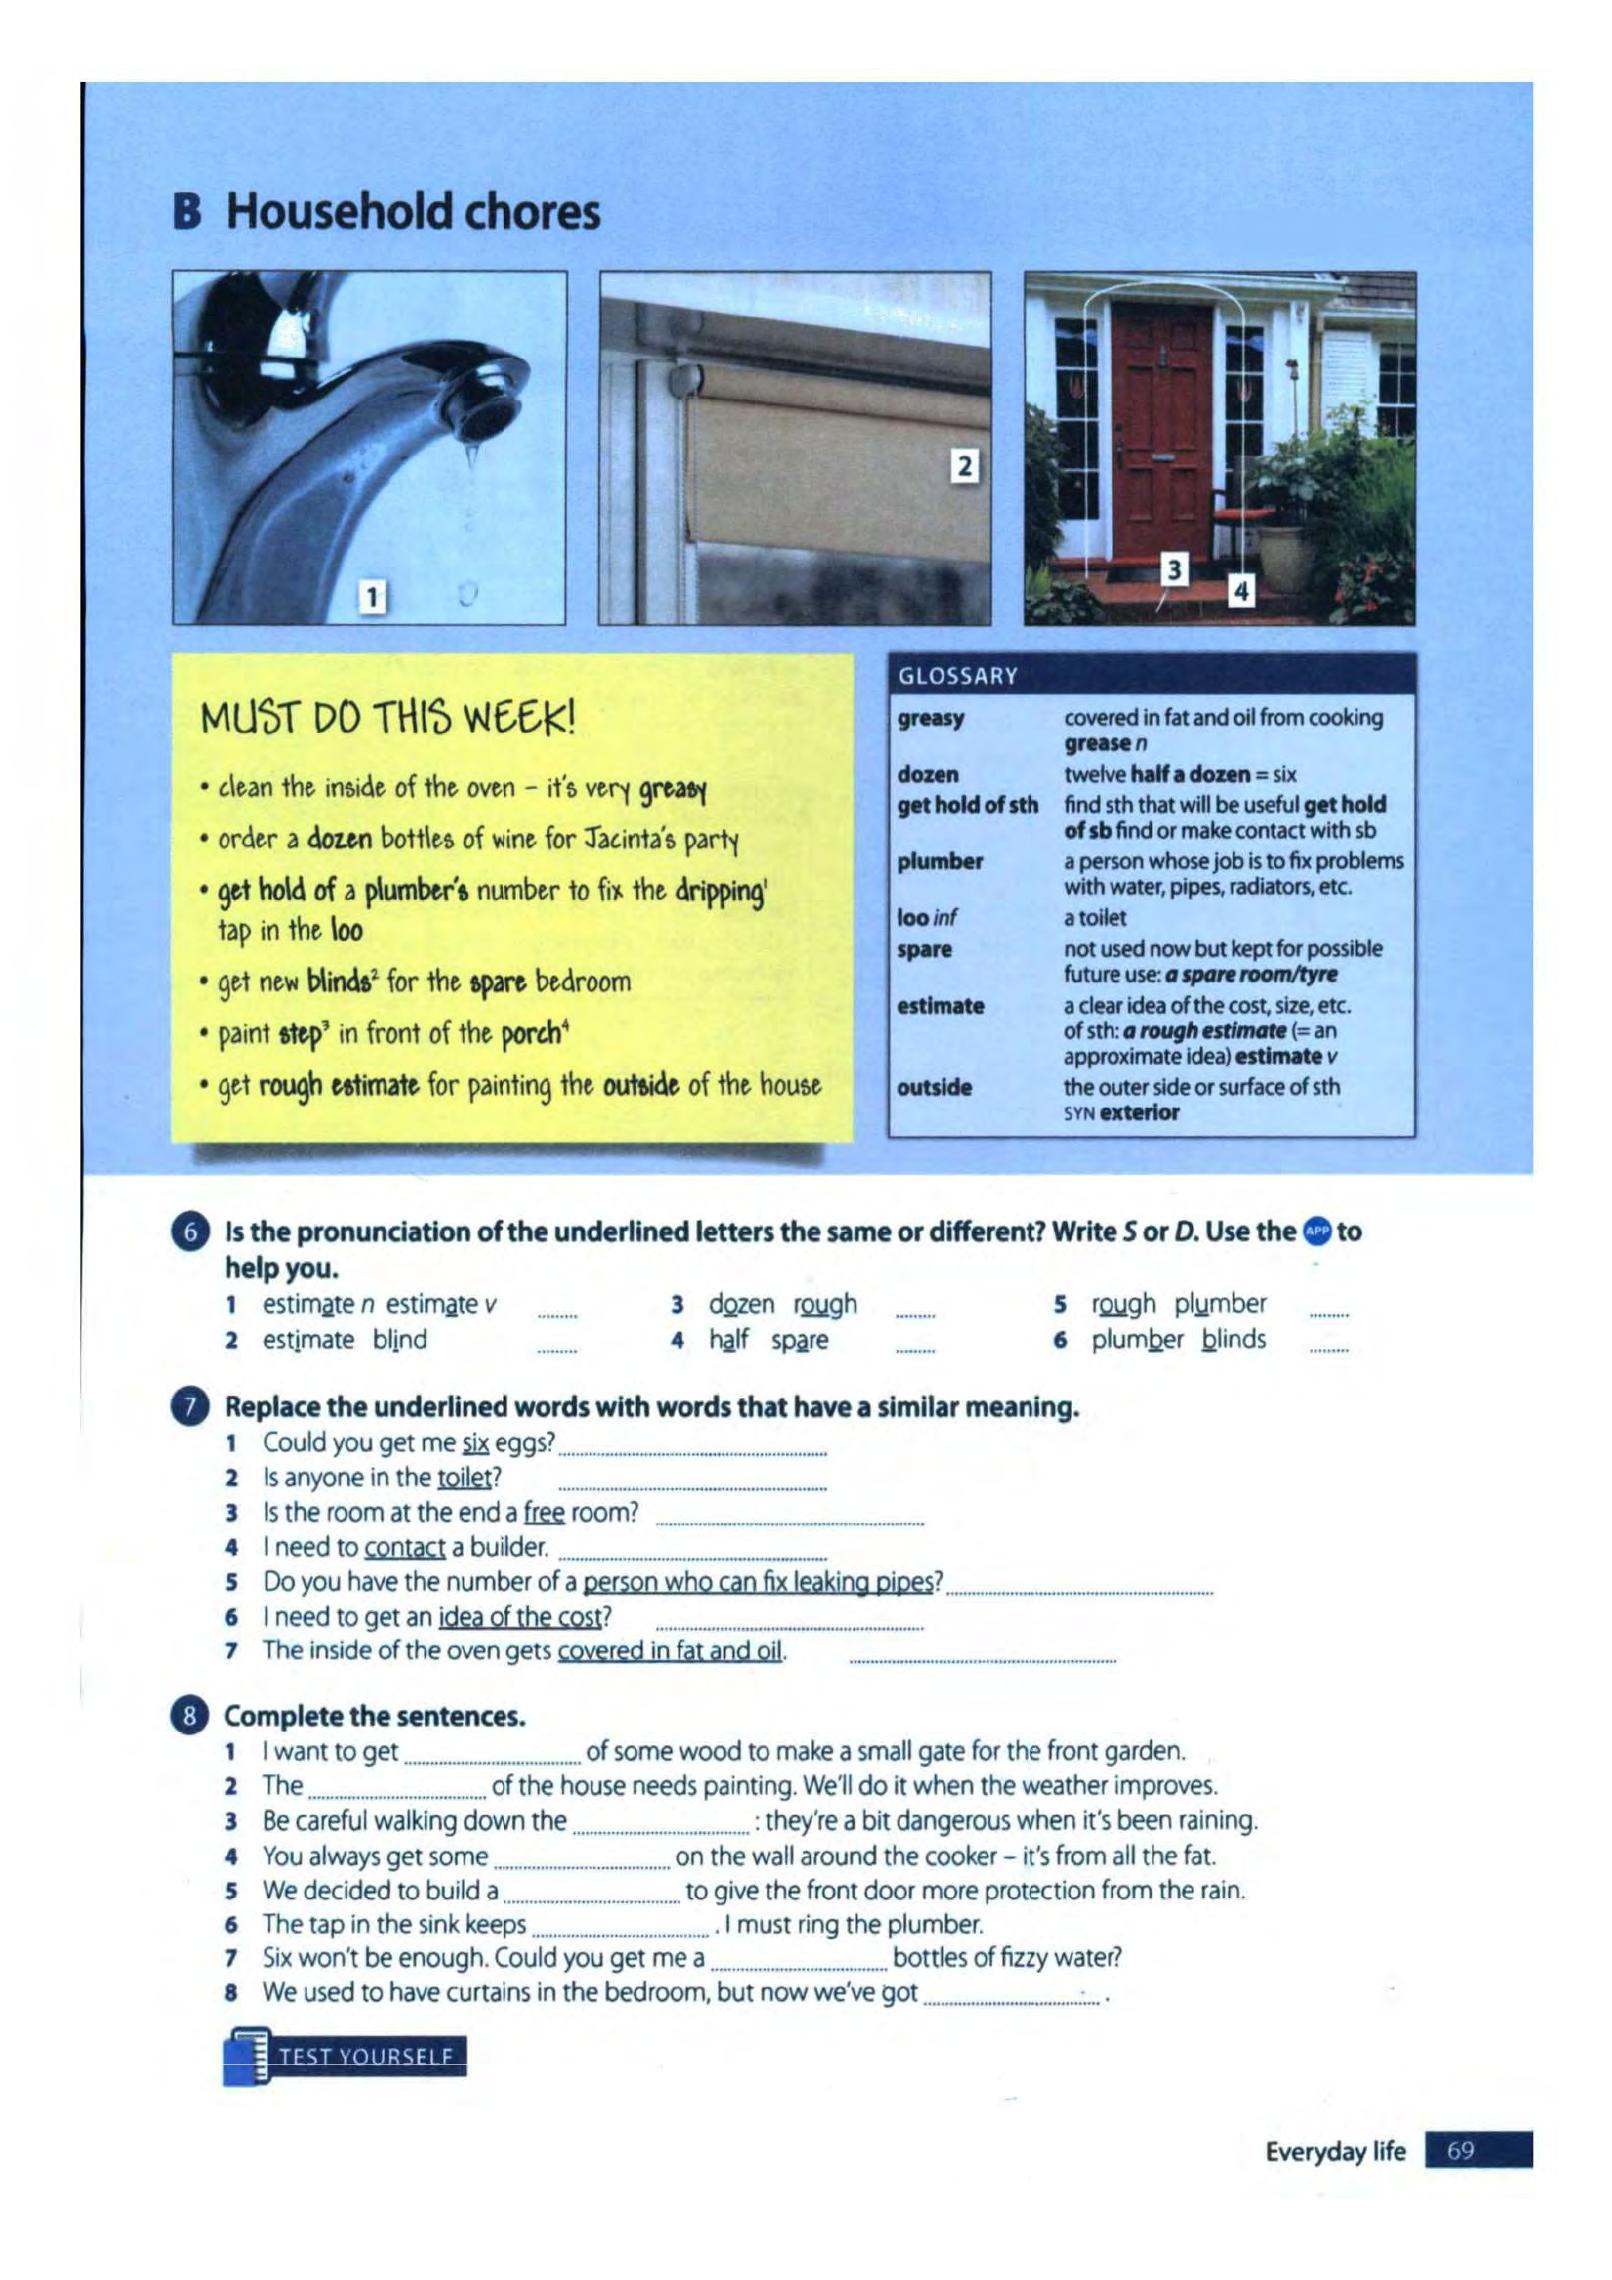 B Household chores
1
2
3
4
MUST DO THIS WEEK!
• clean the inside of the oven – it's very greasy
• order a dozen bottles of wine for Jacinta's party
• get hold of a plumber's number to fix the dripping¹
tap in the loo
• get new blinds² for the spare bedroom
• paint step³ in front of the porch⁴
• get rough estimate for painting the outside of the house
GLOSSARY
greasy covered in fat and oil from cooking
grease n
dozen twelve half a dozen = six
get hold of sth find sth that will be useful get hold
of sb find or make contact with sb
plumber a person whose job is to fix problems
with water, pipes, radiators, etc.
loo inf a toilet
spare not used now but kept for possible
future use: a spare room/tyre
estimate a clear idea of the cost, size, etc.
of sth: a rough estimate (= an
approximate idea) estimate v
outside the outer side or surface of sth
SYN exterior
6 Is the pronunciation of the underlined letters the same or different? Write S or D. Use the APP to
help you.
1 estimate n estimate v ........ 3 dozen rough ........ 5 rough plumber ........
2 estimate blind ........ 4 half spare ........ 6 plumber blinds ........
7 Replace the underlined words with words that have a similar meaning.
1 Could you get me six eggs? ........
2 Is anyone in the toilet? ........
3 Is the room at the end a free room? ........
4 I need to contact a builder. ........
5 Do you have the number of a person who can fix leaking pipes? ........
6 I need to get an idea of the cost? ........
7 The inside of the oven gets covered in fat and oil. ........
8 Complete the sentences.
1 I want to get ........ of some wood to make a small gate for the front garden.
2 The ........ of the house needs painting. We'll do it when the weather improves.
3 Be careful walking down the ........ : they're a bit dangerous when it's been raining.
4 You always get some ........ on the wall around the cooker – it's from all the fat.
5 We decided to build a ........ to give the front door more protection from the rain.
6 The tap in the sink keeps ........ . I must ring the plumber.
7 Six won't be enough. Could you get me a ........ bottles of fizzy water?
8 We used to have curtains in the bedroom, but now we've got ........ .
TEST YOURSELF
Everyday life 69